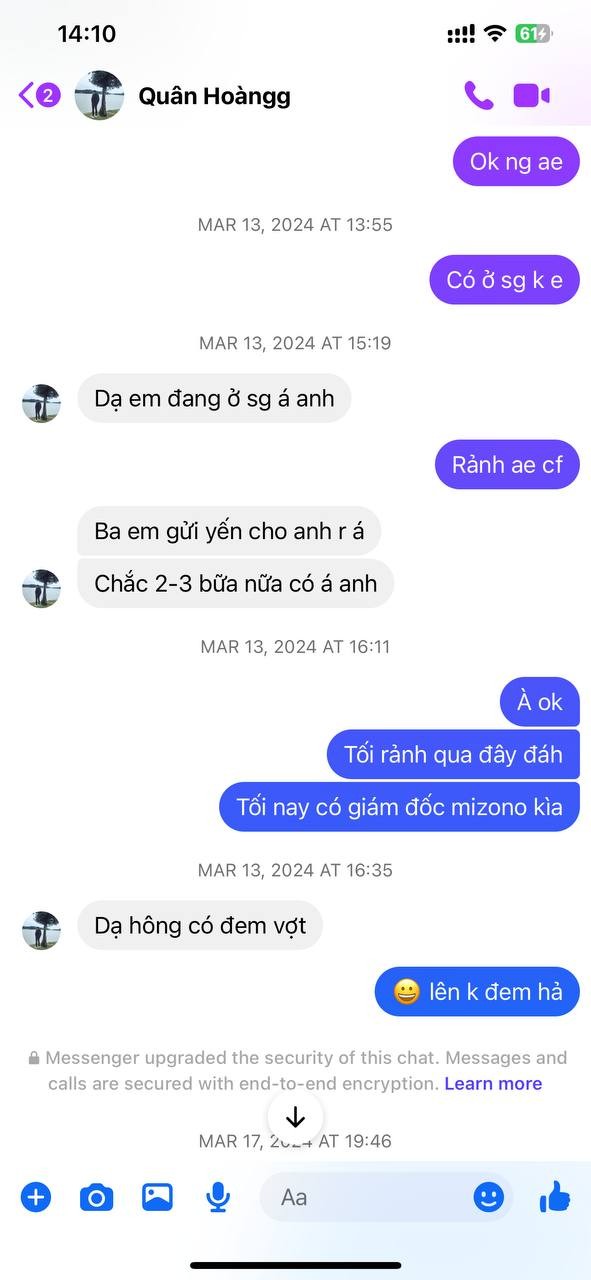 14:10
61
2
Quân Hoàngg
Ok ng ae
MAR 13, 2024 AT 13:55
Có ở sg k e
MAR 13, 2024 AT 15:19
Dạ em đang ở sg á anh
Rảnh ae cf
Ba em gửi yến cho anh r á
Chắc 2-3 bữa nữa có á anh
MAR 13, 2024 AT 16:11
À ok
Tối rảnh qua đây đáh
Tối nay có giám đốc mizono kìa
MAR 13, 2024 AT 16:35
Dạ hông có đem vợt
😀 lên k đem hả
Messenger upgraded the security of this chat. Messages and
calls are secured with end-to-end encryption. Learn more
MAR 17, 2024 AT 19:46
Aa